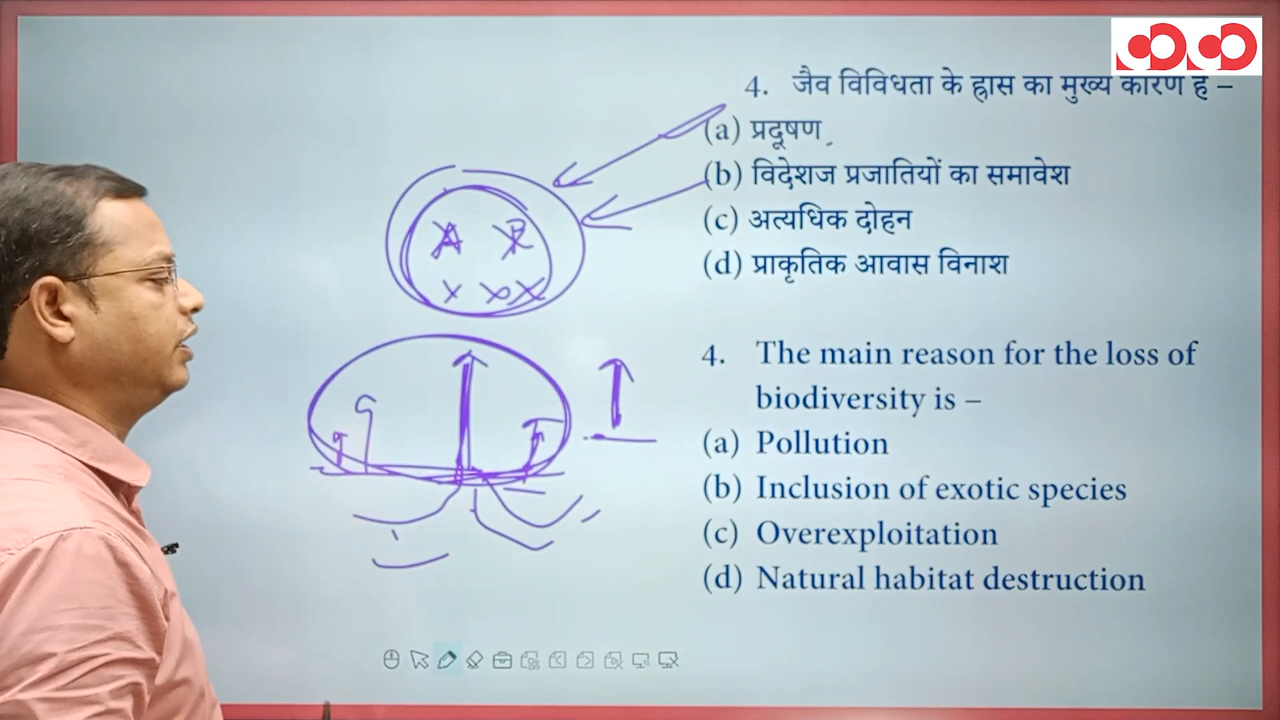 4. जैव विविधता के ह्रास का मुख्य कारण है –
(a) प्रदूषण
(b) विदेशज प्रजातियों का समावेश
(c) अत्यधिक दोहन
(d) प्राकृतिक आवास विनाश
4. The main reason for the loss of
biodiversity is –
(a) Pollution
(b) Inclusion of exotic species
(c) Overexploitation
(d) Natural habitat destruction